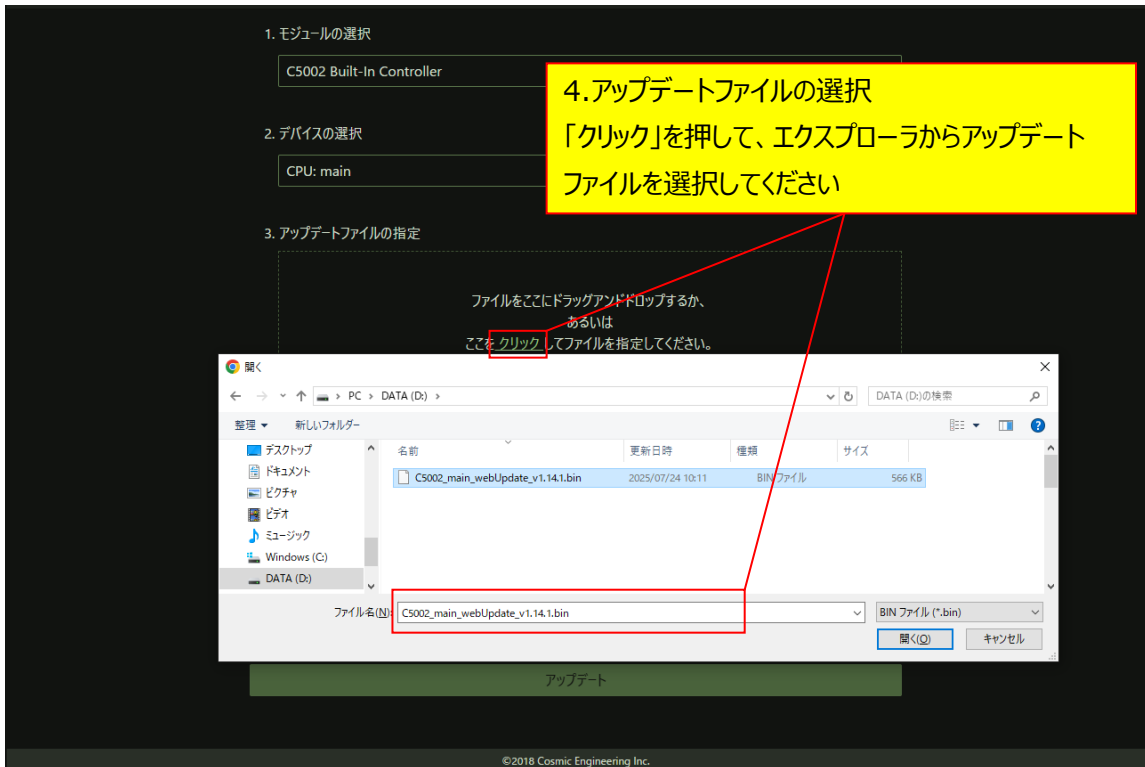 1. モジュールの選択
C5002 Built-In Controller
4.アップデートファイルの選択
「クリック」を押して、エクスプローラからアップデート
ファイルを選択してください
2. デバイスの選択
CPU: main
3. アップデートファイルの指定
ファイルをここにドラッグアンドドロップするか、
あるいは
ここを クリック してファイルを指定してください。
開く
PC > DATA (D:) >
DATA (D:)の検索
整理 新しいフォルダー
名前 更新日時 種類 サイズ
C5002_main_webUpdate_v1.14.1.bin 2025/07/24 10:11 BIN ファイル 566 KB
デスクトップ
ドキュメント
ピクチャ
ビデオ
ミュージック
Windows (C:)
DATA (D:)
ファイル名(N): C5002_main_webUpdate_v1.14.1.bin
BIN ファイル (*.bin)
開く(O) キャンセル
アップデート
©2018 Cosmic Engineering Inc.